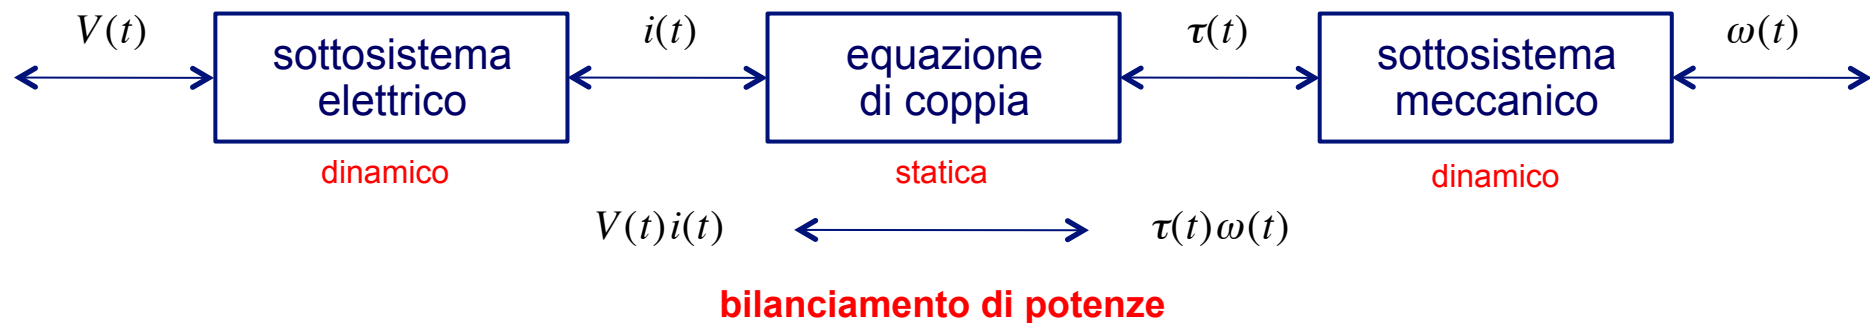 V(t) i(t) τ(t) ω(t)
sottosistema equazione sottosistema
elettrico di coppia meccanico
dinamico statica dinamico
V(t)i(t) τ(t)ω(t)
bilanciamento di potenze